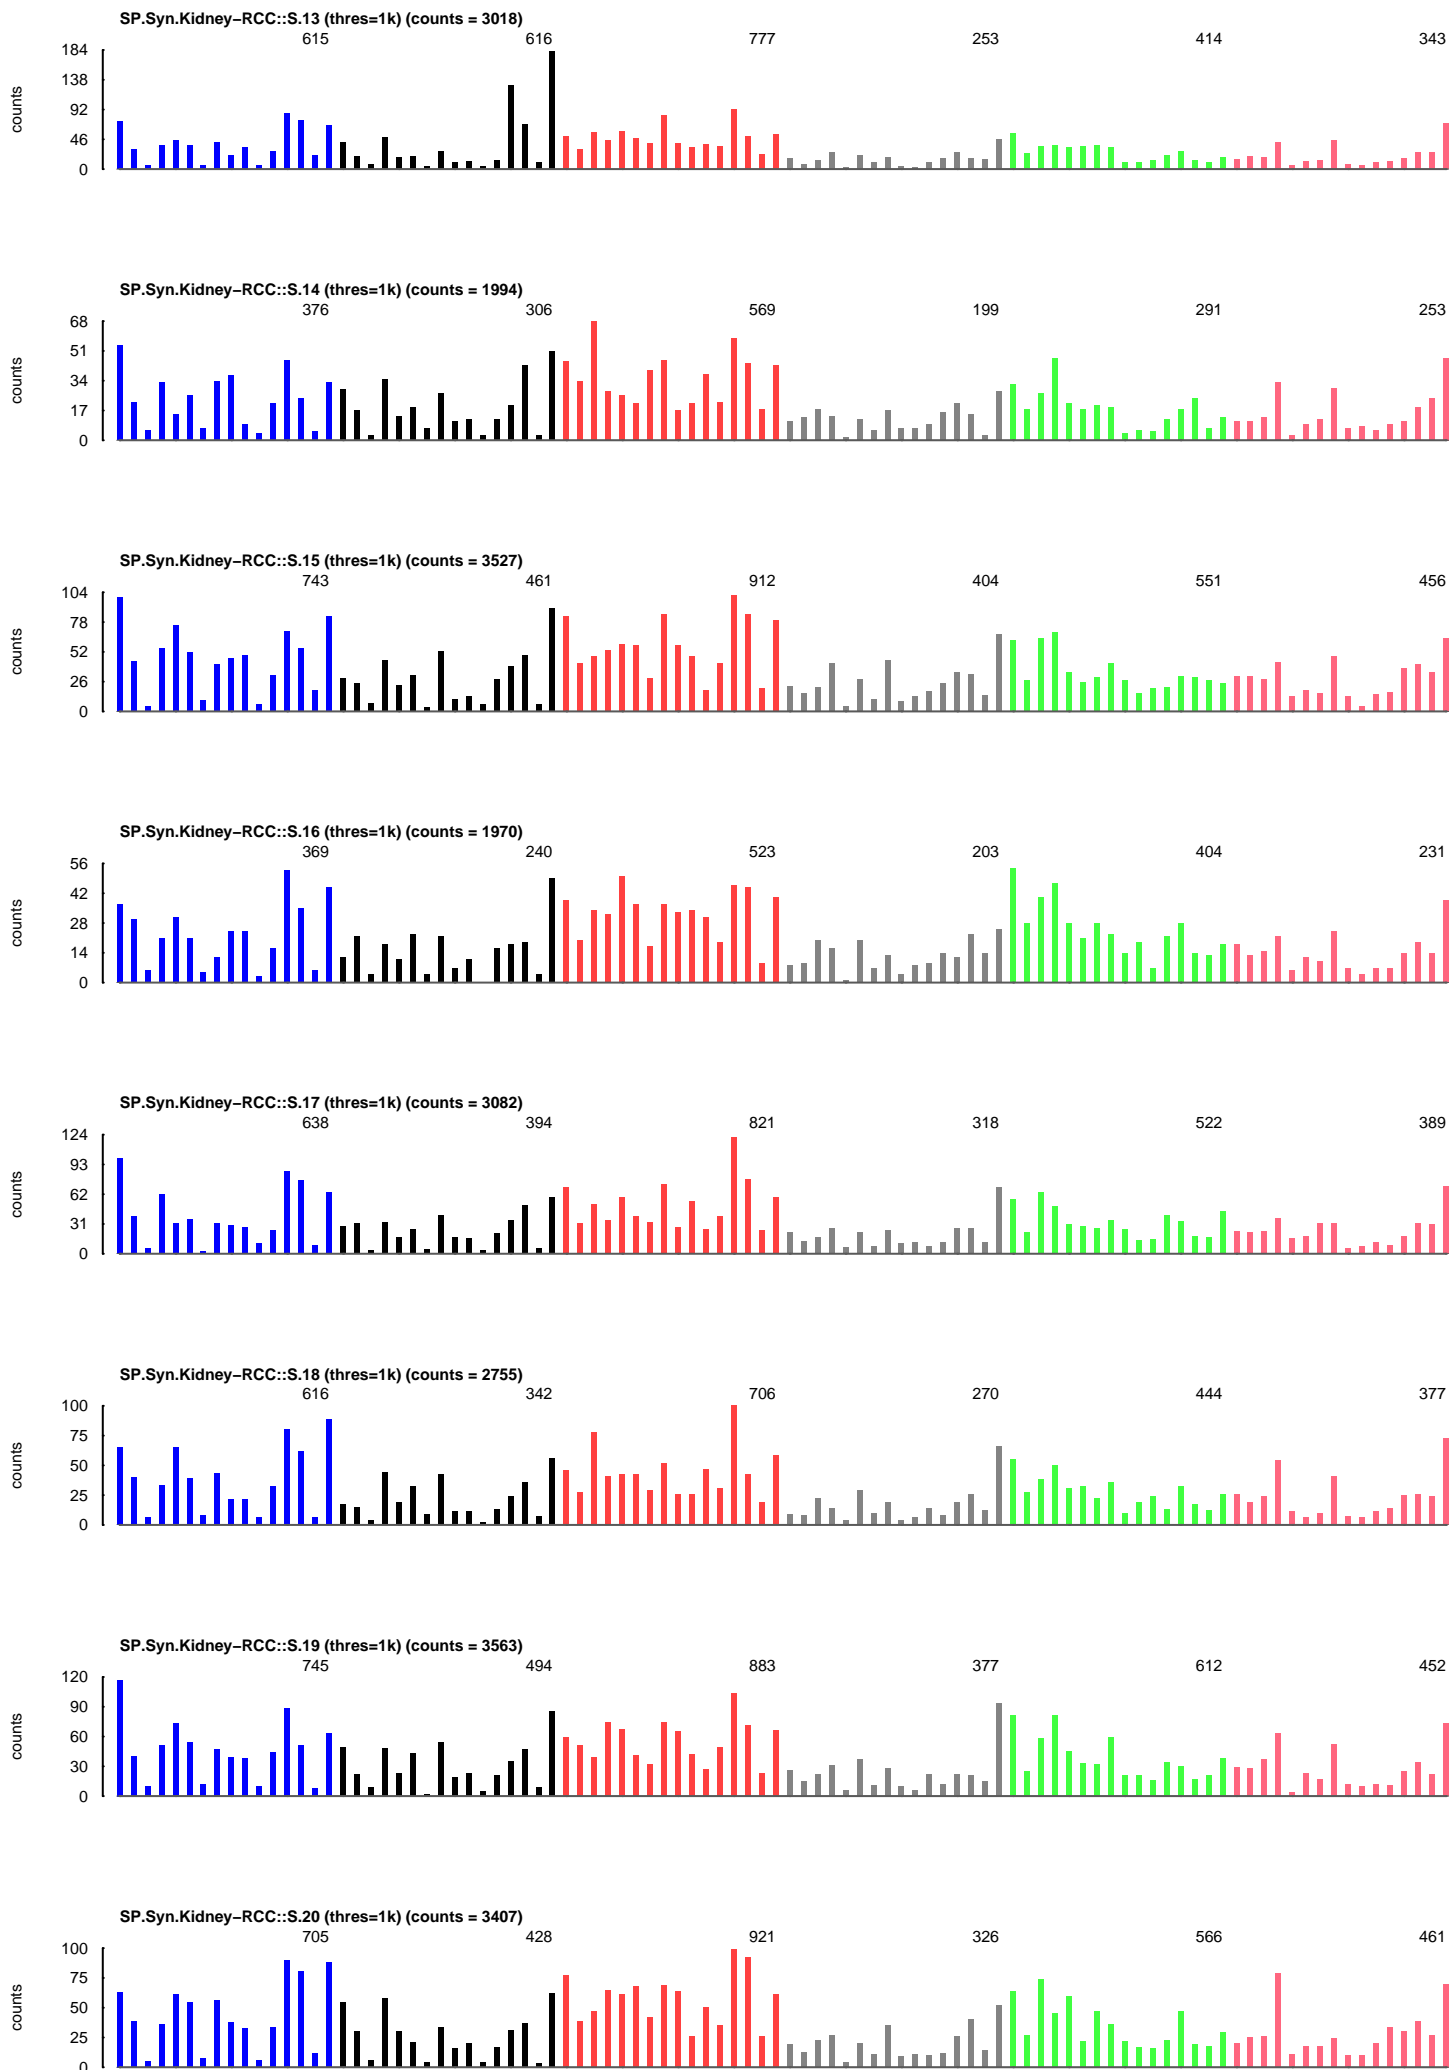 SP.Syn.Kidney−RCC::S.13 (thres=1k) (counts = 3018)
615 616 777 253 414 343
184
138
92
46
0
counts
SP.Syn.Kidney−RCC::S.14 (thres=1k) (counts = 1994)
376 306 569 199 291 253
68
51
34
17
0
counts
SP.Syn.Kidney−RCC::S.15 (thres=1k) (counts = 3527)
743 461 912 404 551 456
104
78
52
26
0
counts
SP.Syn.Kidney−RCC::S.16 (thres=1k) (counts = 1970)
369 240 523 203 404 231
56
42
28
14
0
counts
SP.Syn.Kidney−RCC::S.17 (thres=1k) (counts = 3082)
638 394 821 318 522 389
124
93
62
31
0
counts
SP.Syn.Kidney−RCC::S.18 (thres=1k) (counts = 2755)
616 342 706 270 444 377
100
75
50
25
0
counts
SP.Syn.Kidney−RCC::S.19 (thres=1k) (counts = 3563)
745 494 883 377 612 452
120
90
60
30
0
counts
SP.Syn.Kidney−RCC::S.20 (thres=1k) (counts = 3407)
705 428 921 326 566 461
100
75
50
25
0
counts